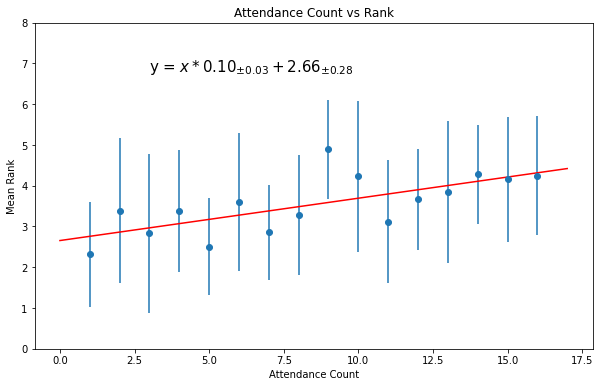 Attendance Count vs Rank
8
y = x * 0.10±0.03 + 2.66±0.28
7
6
5
4
3
2
1
0
Mean Rank
0.0 2.5 5.0 7.5 10.0 12.5 15.0 17.5
Attendance Count